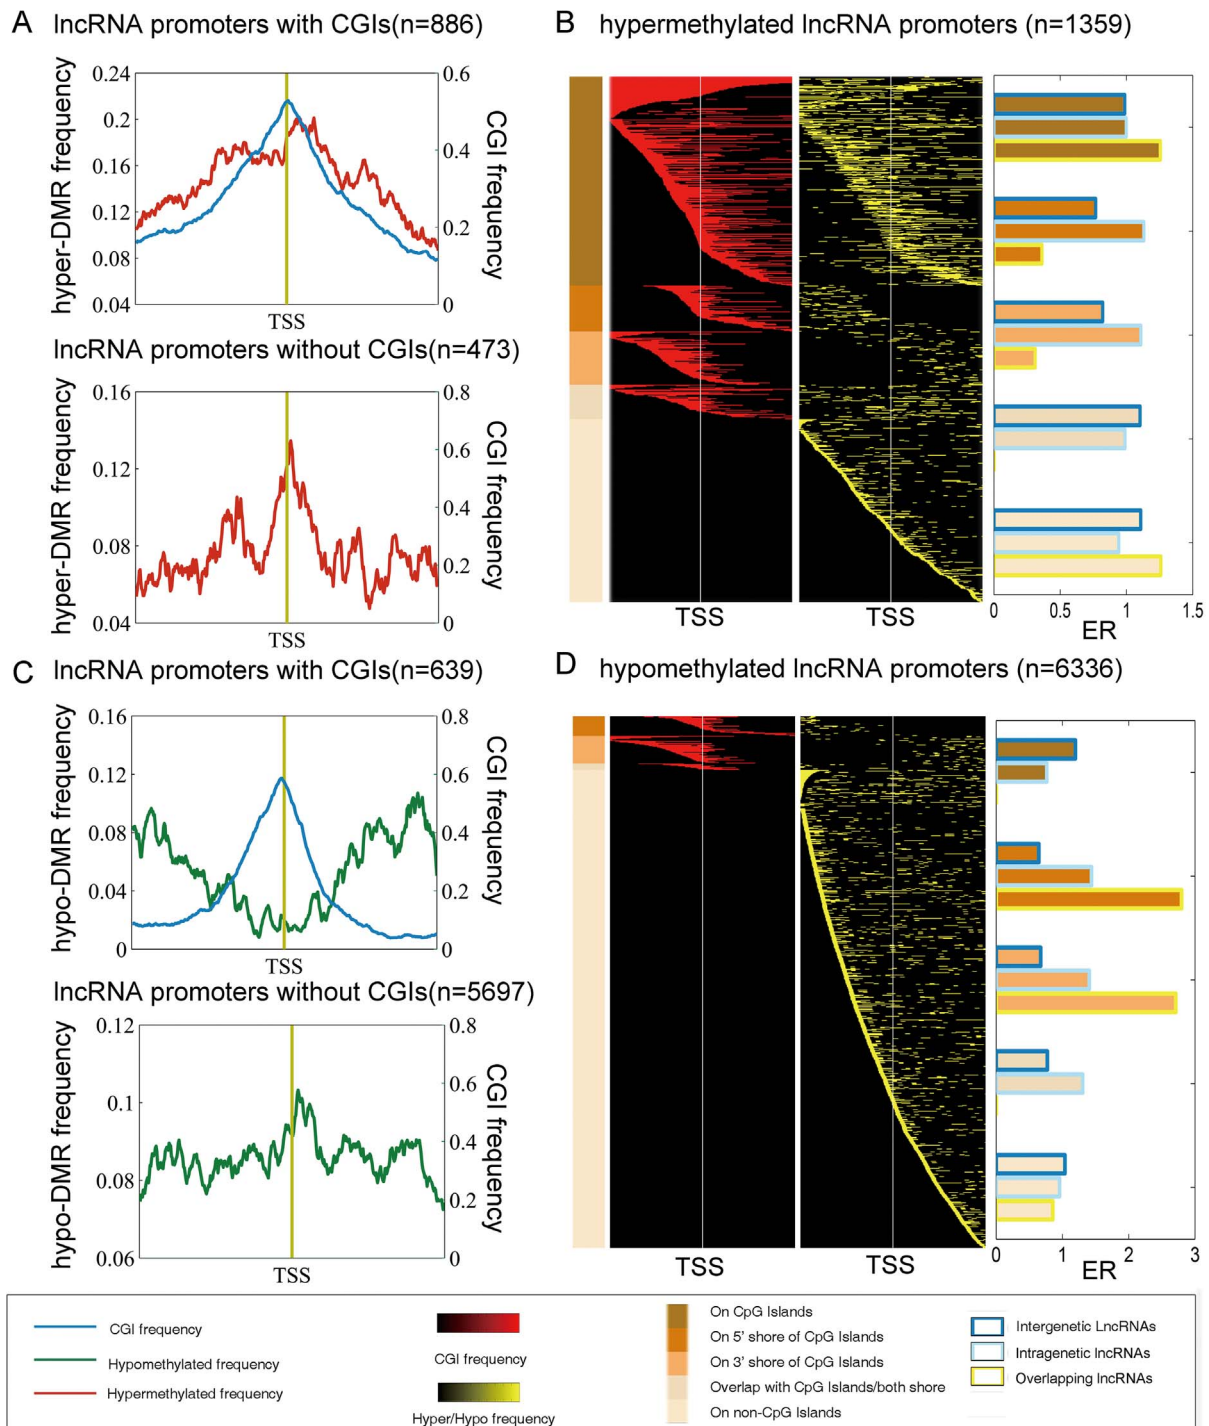 A lncRNA promoters with CGIs(n=886)
0.24
0.2
0.16
0.12
0.08
0.04
hyper-DMR frequency
0.6
0.4
0.2
0
CGI frequency
TSS
lncRNA promoters without CGIs(n=473)
0.16
0.12
0.08
0.04
hyper-DMR frequency
0.8
0.6
0.4
0.2
0
CGI frequency
TSS
B hypermethylated lncRNA promoters (n=1359)
TSS
TSS
0 0.5 1 1.5
ER
C lncRNA promoters with CGIs(n=639)
0.16
0.12
0.08
0.04
0
hypo-DMR frequency
0.8
0.6
0.4
0.2
0
CGI frequency
TSS
lncRNA promoters without CGIs(n=5697)
0.12
0.1
0.08
0.06
hypo-DMR frequency
0.8
0.6
0.4
0.2
0
CGI frequency
TSS
D hypomethylated lncRNA promoters (n=6336)
TSS
TSS
0 1 2 3
ER
CGI frequency
Hypomethylated frequency
Hypermethylated frequency
CGI frequency
Hyper/Hypo frequency
On CpG Islands
On 5' shore of CpG Islands
On 3' shore of CpG Islands
Overlap with CpG Islands/both shore
On non-CpG Islands
Intergenetic LncRNAs
Intragenetic lncRNAs
Overlapping lncRNAs